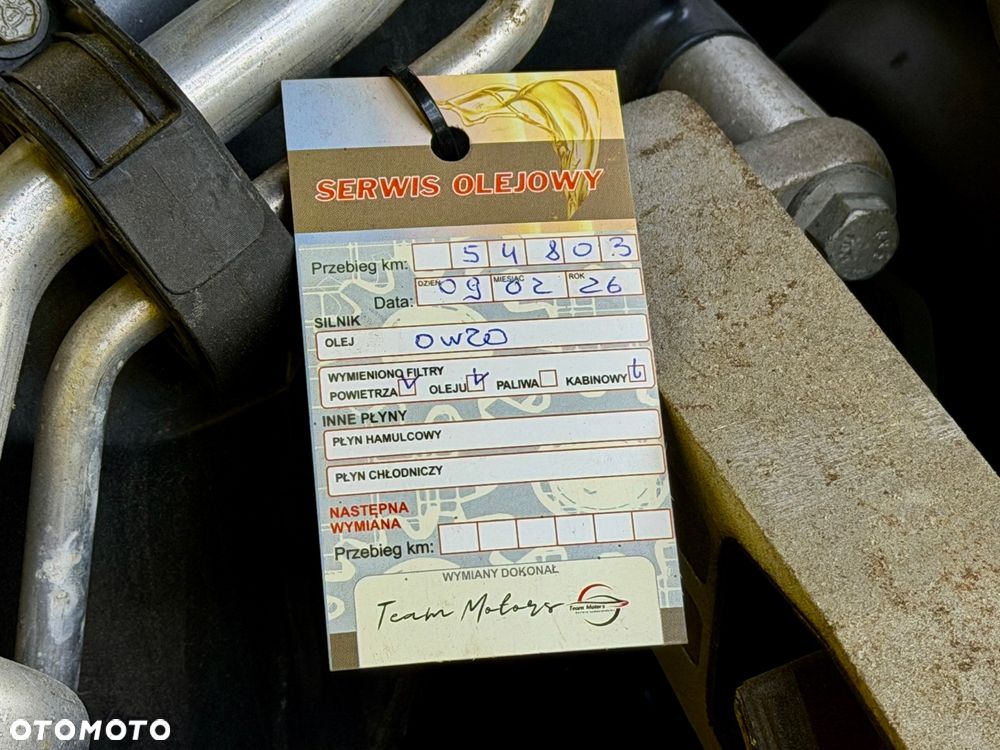 SERWIS OLEJOWY
Przebieg km: 54803
DZIEŃ 09 MIESIĄC 02 ROK 26
Data:
SILNIK
OLEJ 0W20
WYMIENIONO FILTRY
POWIETRZA OLEJU PALIWA KABINOWY
INNE PŁYNY
PŁYN HAMULCOWY
PŁYN CHŁODNICZY
NASTĘPNA
WYMIANA
Przebieg km:
WYMIANY DOKONAŁ
Team Motors Team Motors
OTOMOTO